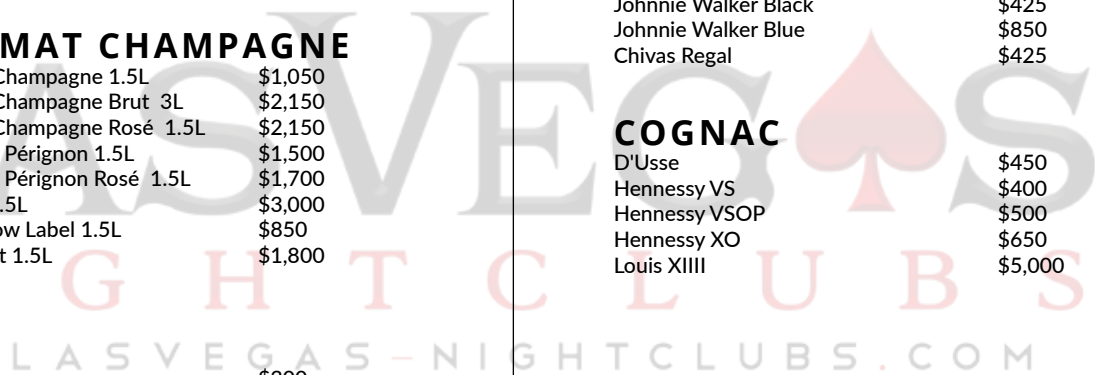 MAT CHAMPAGNE
Champagne 1.5L $1,050
Champagne Brut 3L $2,150
Champagne Rosé 1.5L $2,150
Pérignon 1.5L $1,500
Pérignon Rosé 1.5L $1,700
.5L $3,000
ow Label 1.5L $850
t 1.5L $1,800
Johnnie Walker Black $425
Johnnie Walker Blue $850
Chivas Regal $425
COGNAC
D'Usse $450
Hennessy VS $400
Hennessy VSOP $500
Hennessy XO $650
Louis XIIII $5,000
ASVEGAS
GHTCLUBS
LASVEGAS-NIGHTCLUBS.COM